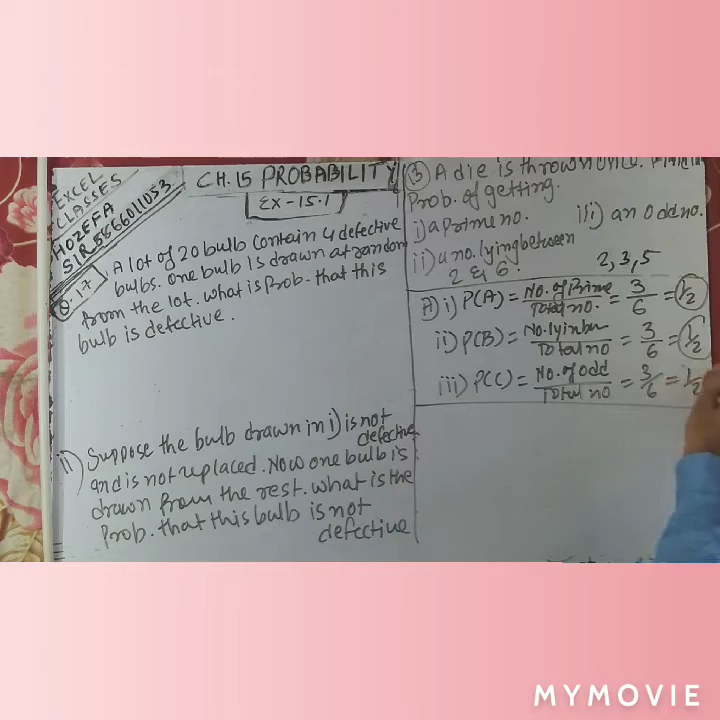 EXCEL
CLASSES
HOZEFA
SIR 5566011053
CH.15 PROBABILITY
EX-15.1
Q.17
A lot of 20 bulb contain 4 defective
bulbs. One bulb is drawn at random
from the lot. what is Prob. that this
bulb is defective.
ii) Suppose the bulb drawn in i) is not
defective
and is not replaced. Now one bulb is
drawn from the rest. what is the
Prob. that this bulb is not
defective
3 A die is thrown once.
Prob. of getting.
i) a Prime no. iii) an Odd no.
ii) a no. lying between
2 & 6. 2,3,5
A) i) P(A) = No. of Prime / Total no. = 3/6 = 1/2
ii) P(B) = No. lyinbw / Total no = 3/6 = 1/2
iii) P(C) = No. of odd / Total no = 3/6 = 1/2
MYMOVIE